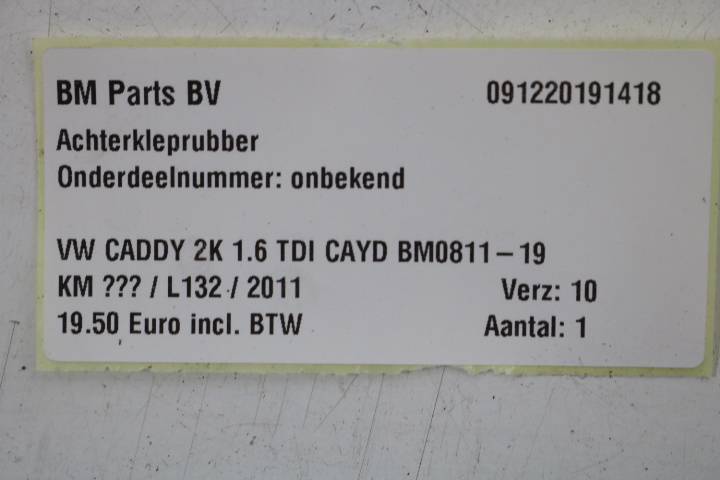 BM Parts BV 091220191418
Achterkleprubber
Onderdeelnummer: onbekend
VW CADDY 2K 1.6 TDI CAYD BM0811-19
KM ??? / L132 / 2011 Verz: 10
19.50 Euro incl. BTW Aantal: 1